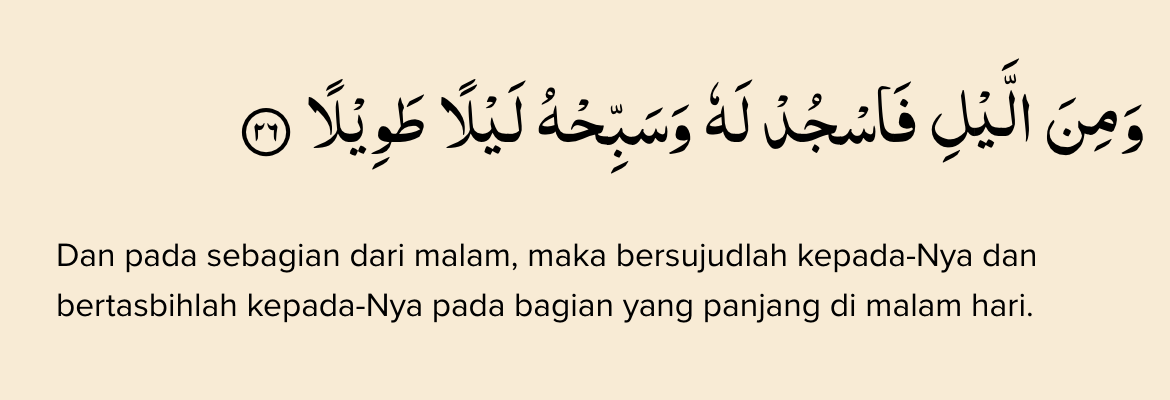 وَمِنَ الَّيْلِ فَاسْجُدْ لَهٗ وَسَبِّحْهُ لَيْلًا طَوِيْلًا ٢٦
Dan pada sebagian dari malam, maka bersujudlah kepada-Nya dan
bertasbihlah kepada-Nya pada bagian yang panjang di malam hari.